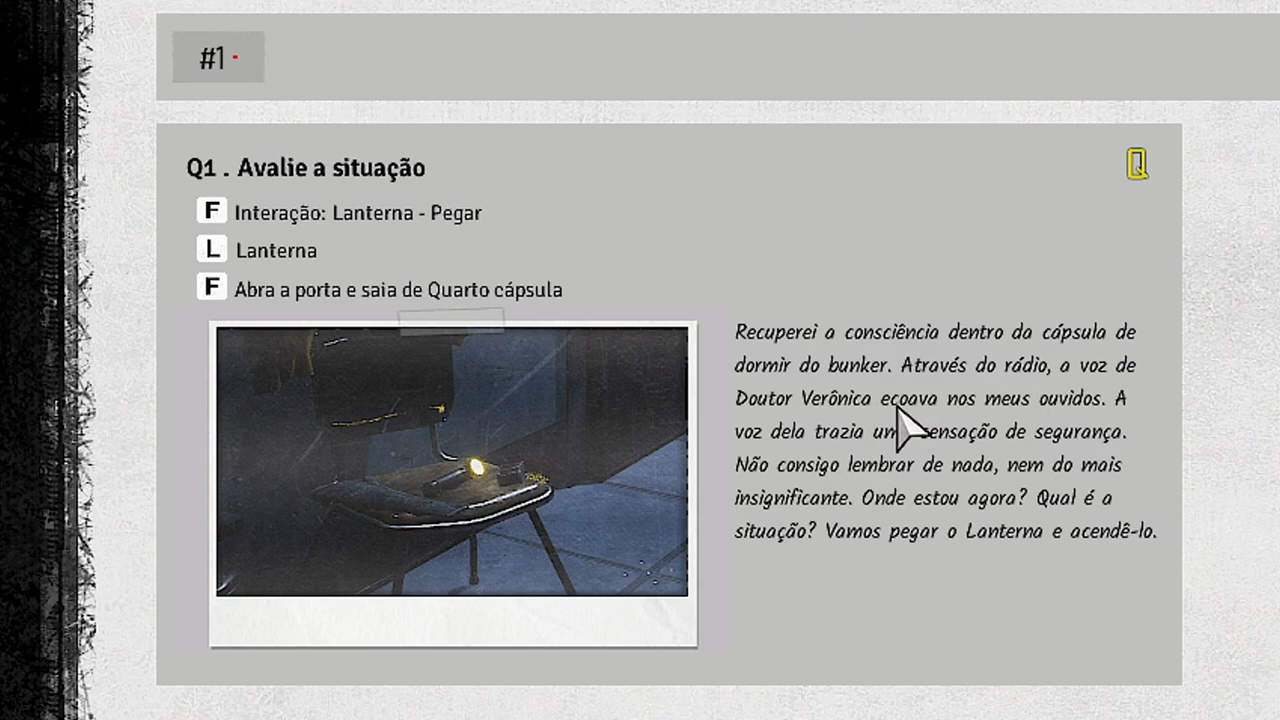 #1
Q1 . Avalie a situação
Q
F Interação: Lanterna - Pegar
L Lanterna
F Abra a porta e saia de Quarto cápsula
Recuperei a consciência dentro da cápsula de
dormir do bunker. Através do rádio, a voz de
Doutor Verônica ecoava nos meus ouvidos. A
voz dela trazia sensação de segurança.
Não consigo lembrar de nada, nem do mais
insignificante. Onde estou agora? Qual é a
situação? Vamos pegar o Lanterna e acendê-lo.